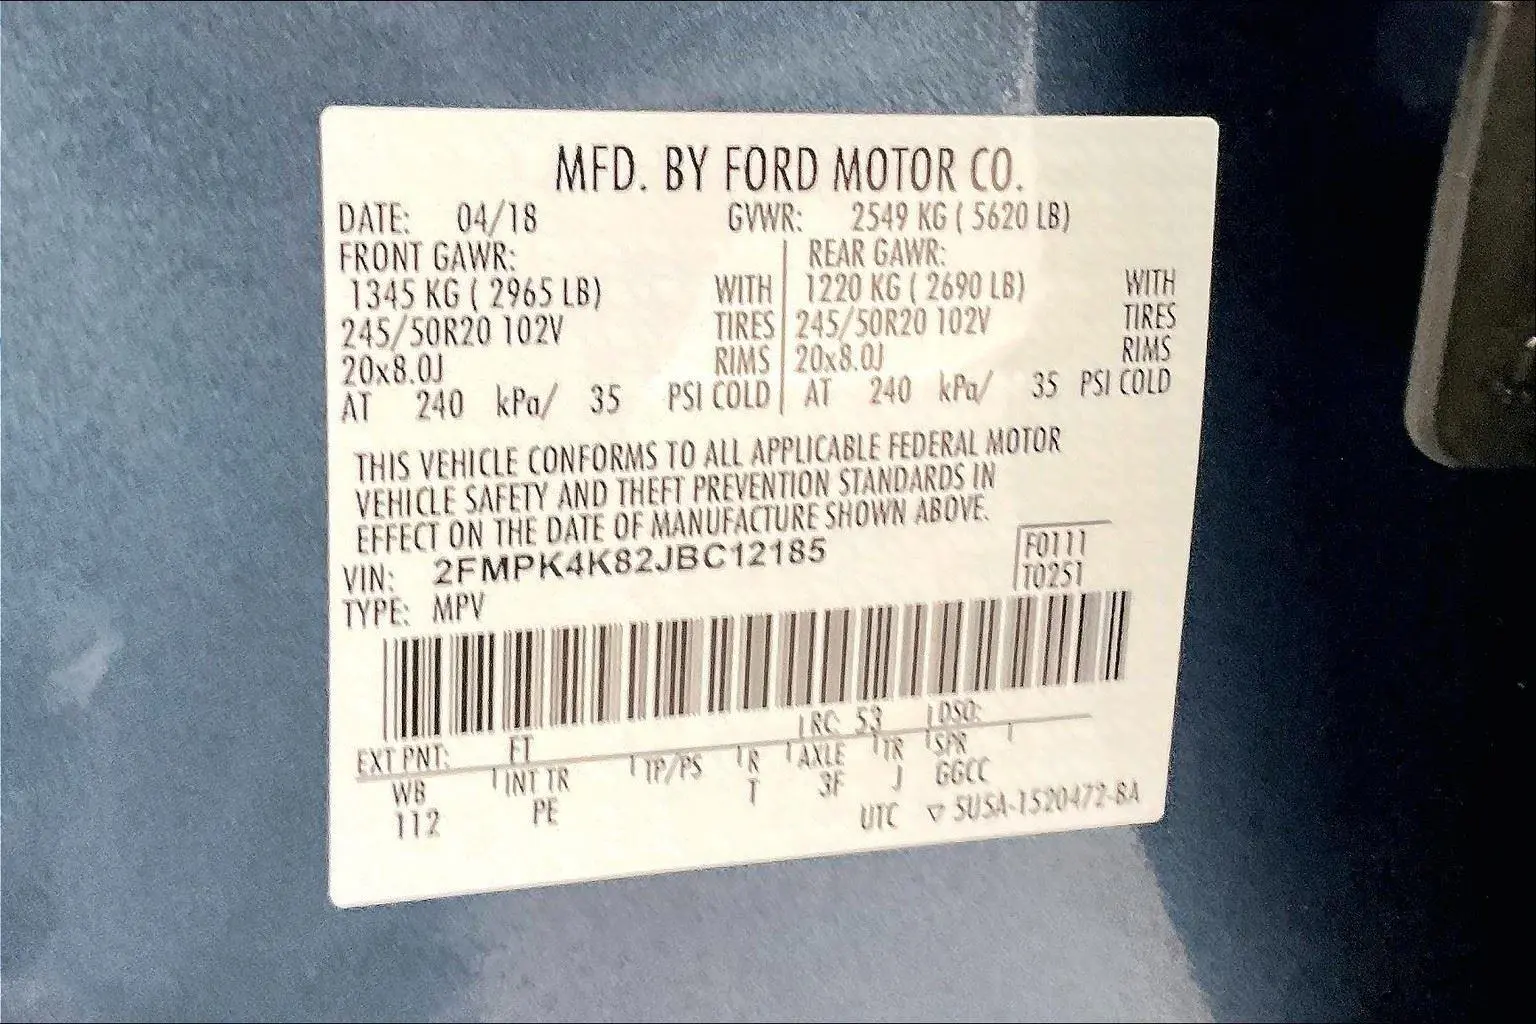 MFD. BY FORD MOTOR CO.
DATE: 04/18 GVWR: 2549 KG ( 5620 LB)
FRONT GAWR: REAR GAWR:
1345 KG ( 2965 LB) WITH 1220 KG ( 2690 LB) WITH
245/50R20 102V TIRES 245/50R20 102V TIRES
20x8.0J RIMS 20x8.0J RIMS
AT 240 kPa/ 35 PSI COLD AT 240 kPa/ 35 PSI COLD
THIS VEHICLE CONFORMS TO ALL APPLICABLE FEDERAL MOTOR
VEHICLE SAFETY AND THEFT PREVENTION STANDARDS IN
EFFECT ON THE DATE OF MANUFACTURE SHOWN ABOVE.
VIN: 2FMPK4K82JBC12185 F0111
TYPE: MPV T0251
EXT PNT: FT RC: 53 DSO:
WB INT TR TP/PS R AXLE TR SPR
112 PE T 3F J GGCC
UTC ▽ 5USA-1520472-BA